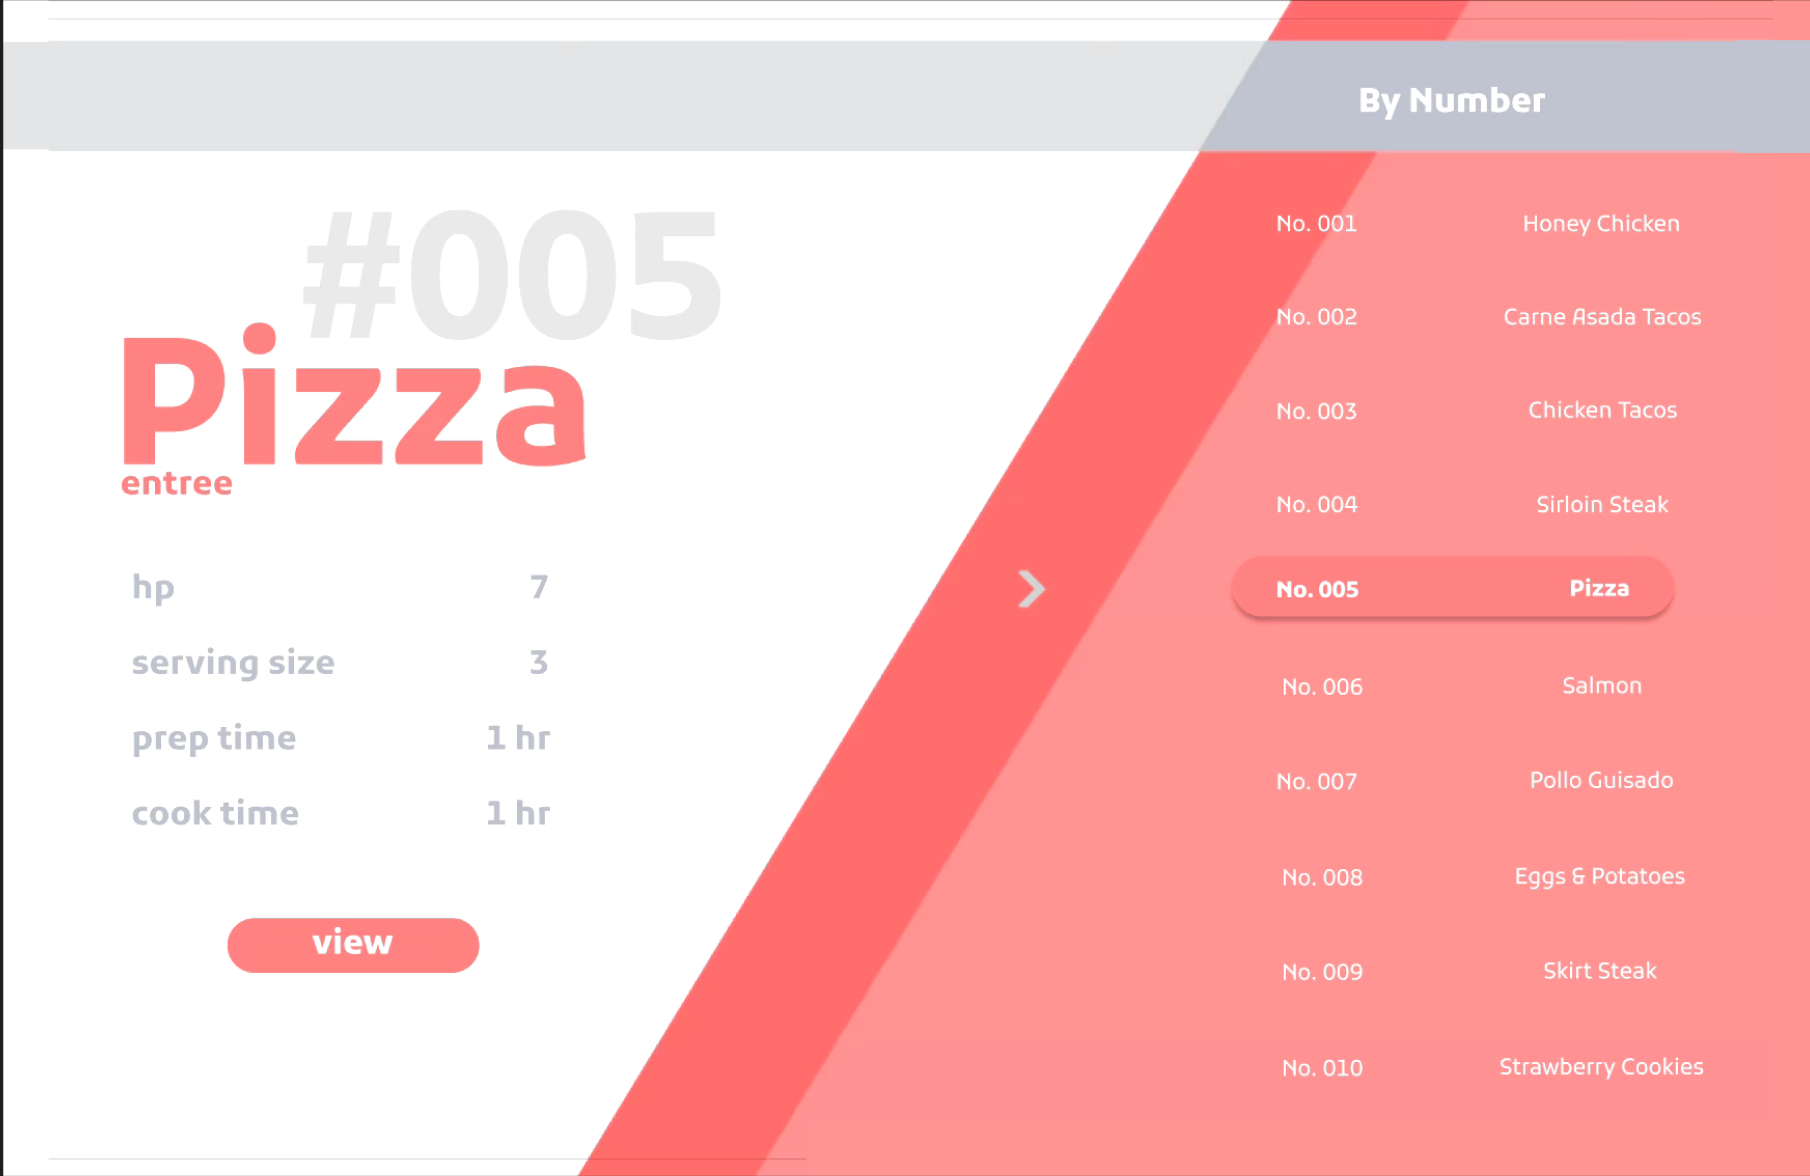 By Number
#005
Pizza
entree
hp 7
serving size 3
prep time 1 hr
cook time 1 hr
view
No. 001 Honey Chicken
No. 002 Carne Asada Tacos
No. 003 Chicken Tacos
No. 004 Sirloin Steak
No. 005 Pizza
No. 006 Salmon
No. 007 Pollo Guisado
No. 008 Eggs & Potatoes
No. 009 Skirt Steak
No. 010 Strawberry Cookies